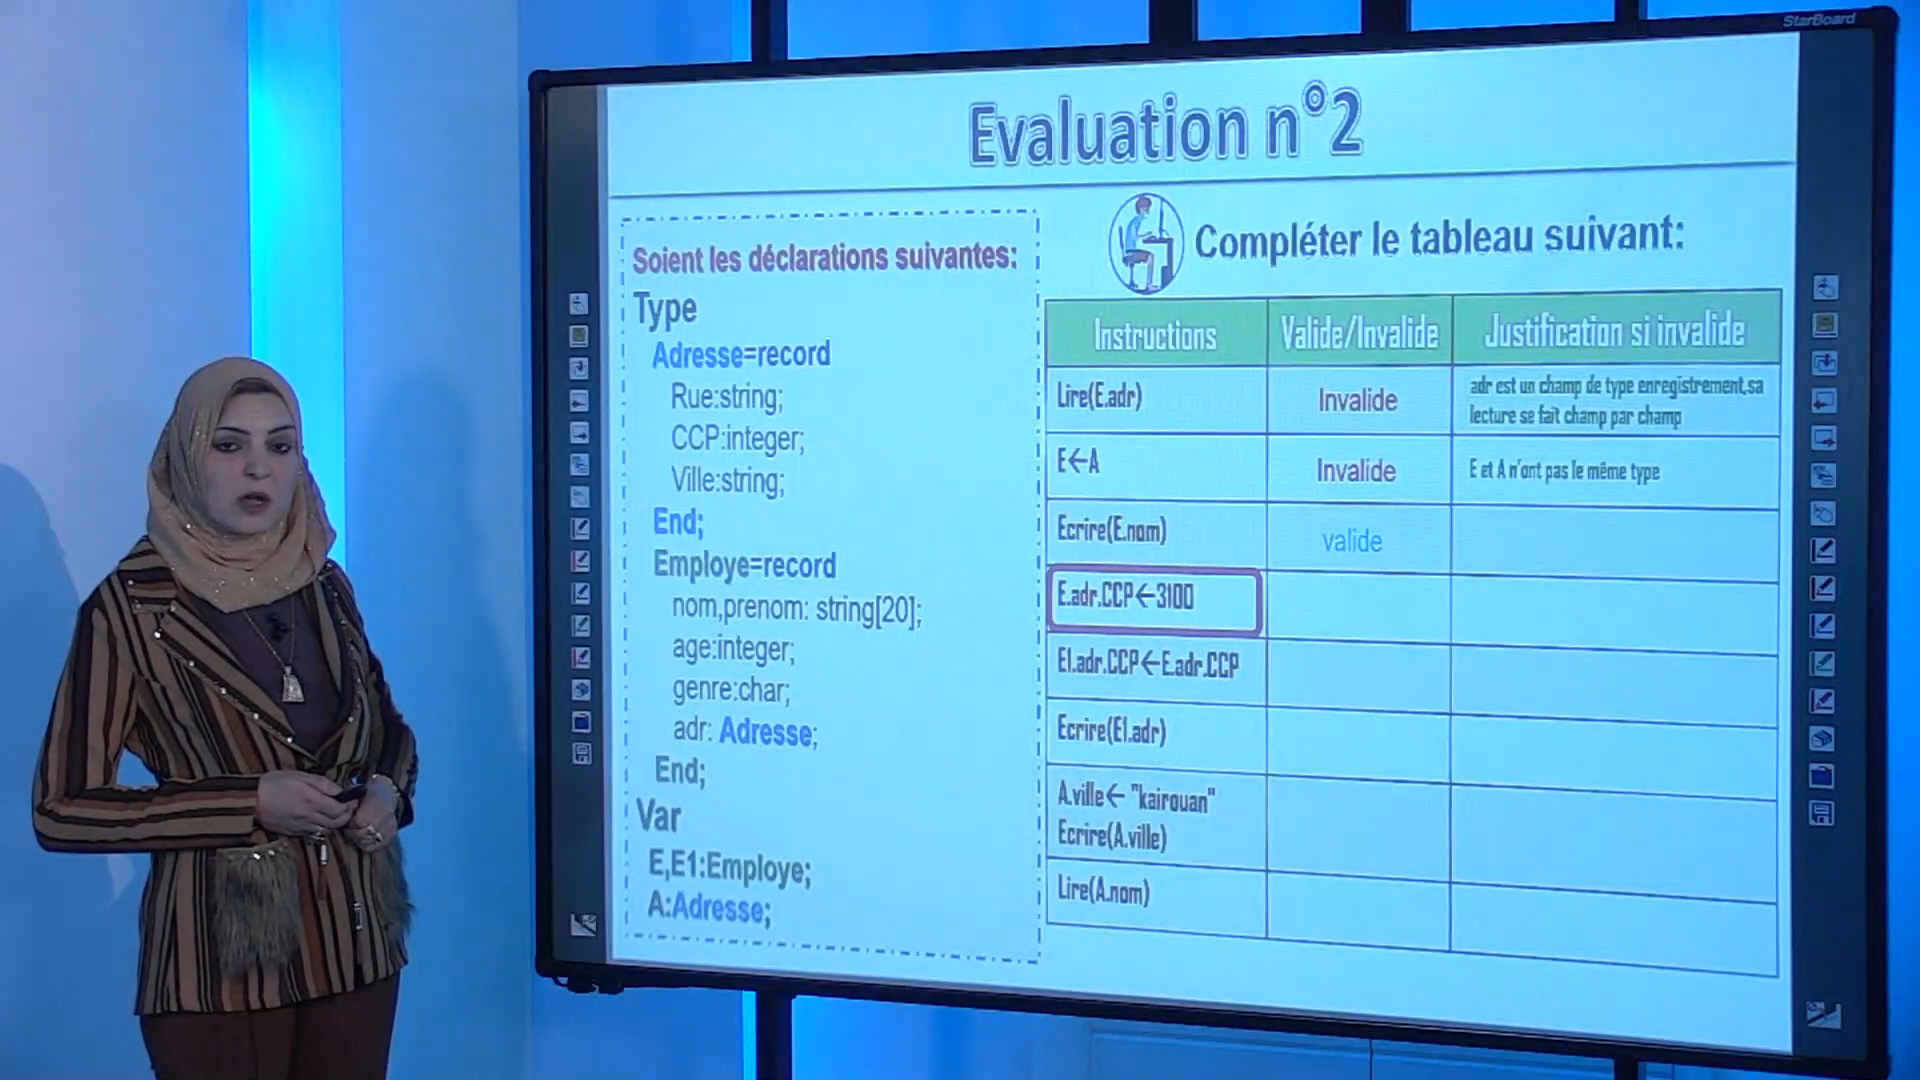 StarBoard
Evaluation n°2
Soient les déclarations suivantes:
Type
Adresse=record
Rue:string;
CCP:integer;
Ville:string;
End;
Employe=record
nom,prenom: string[20];
age:integer;
genre:char;
adr: Adresse;
End;
Var
E,E1:Employe;
A:Adresse;
Compléter le tableau suivant:
Instructions Valide/Invalide Justification si invalide
Lire(E.adr) Invalide adr est un champ de type enregistrement,sa
lecture se fait champ par champ
E←A Invalide E et A n'ont pas le même type
Ecrire(E.nom) valide
E.adr.CCP←3100
E1.adr.CCP←E.adr.CCP
Ecrire(E1.adr)
A.ville← "kairouan"
Ecrire(A.ville)
Lire(A.nom)